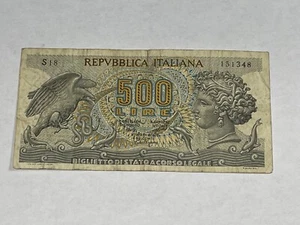 REPVBBLICA ITALIANA
S18 151348
500
LIRE
BIGLIETTO DI STATO A CORSO LEGALE